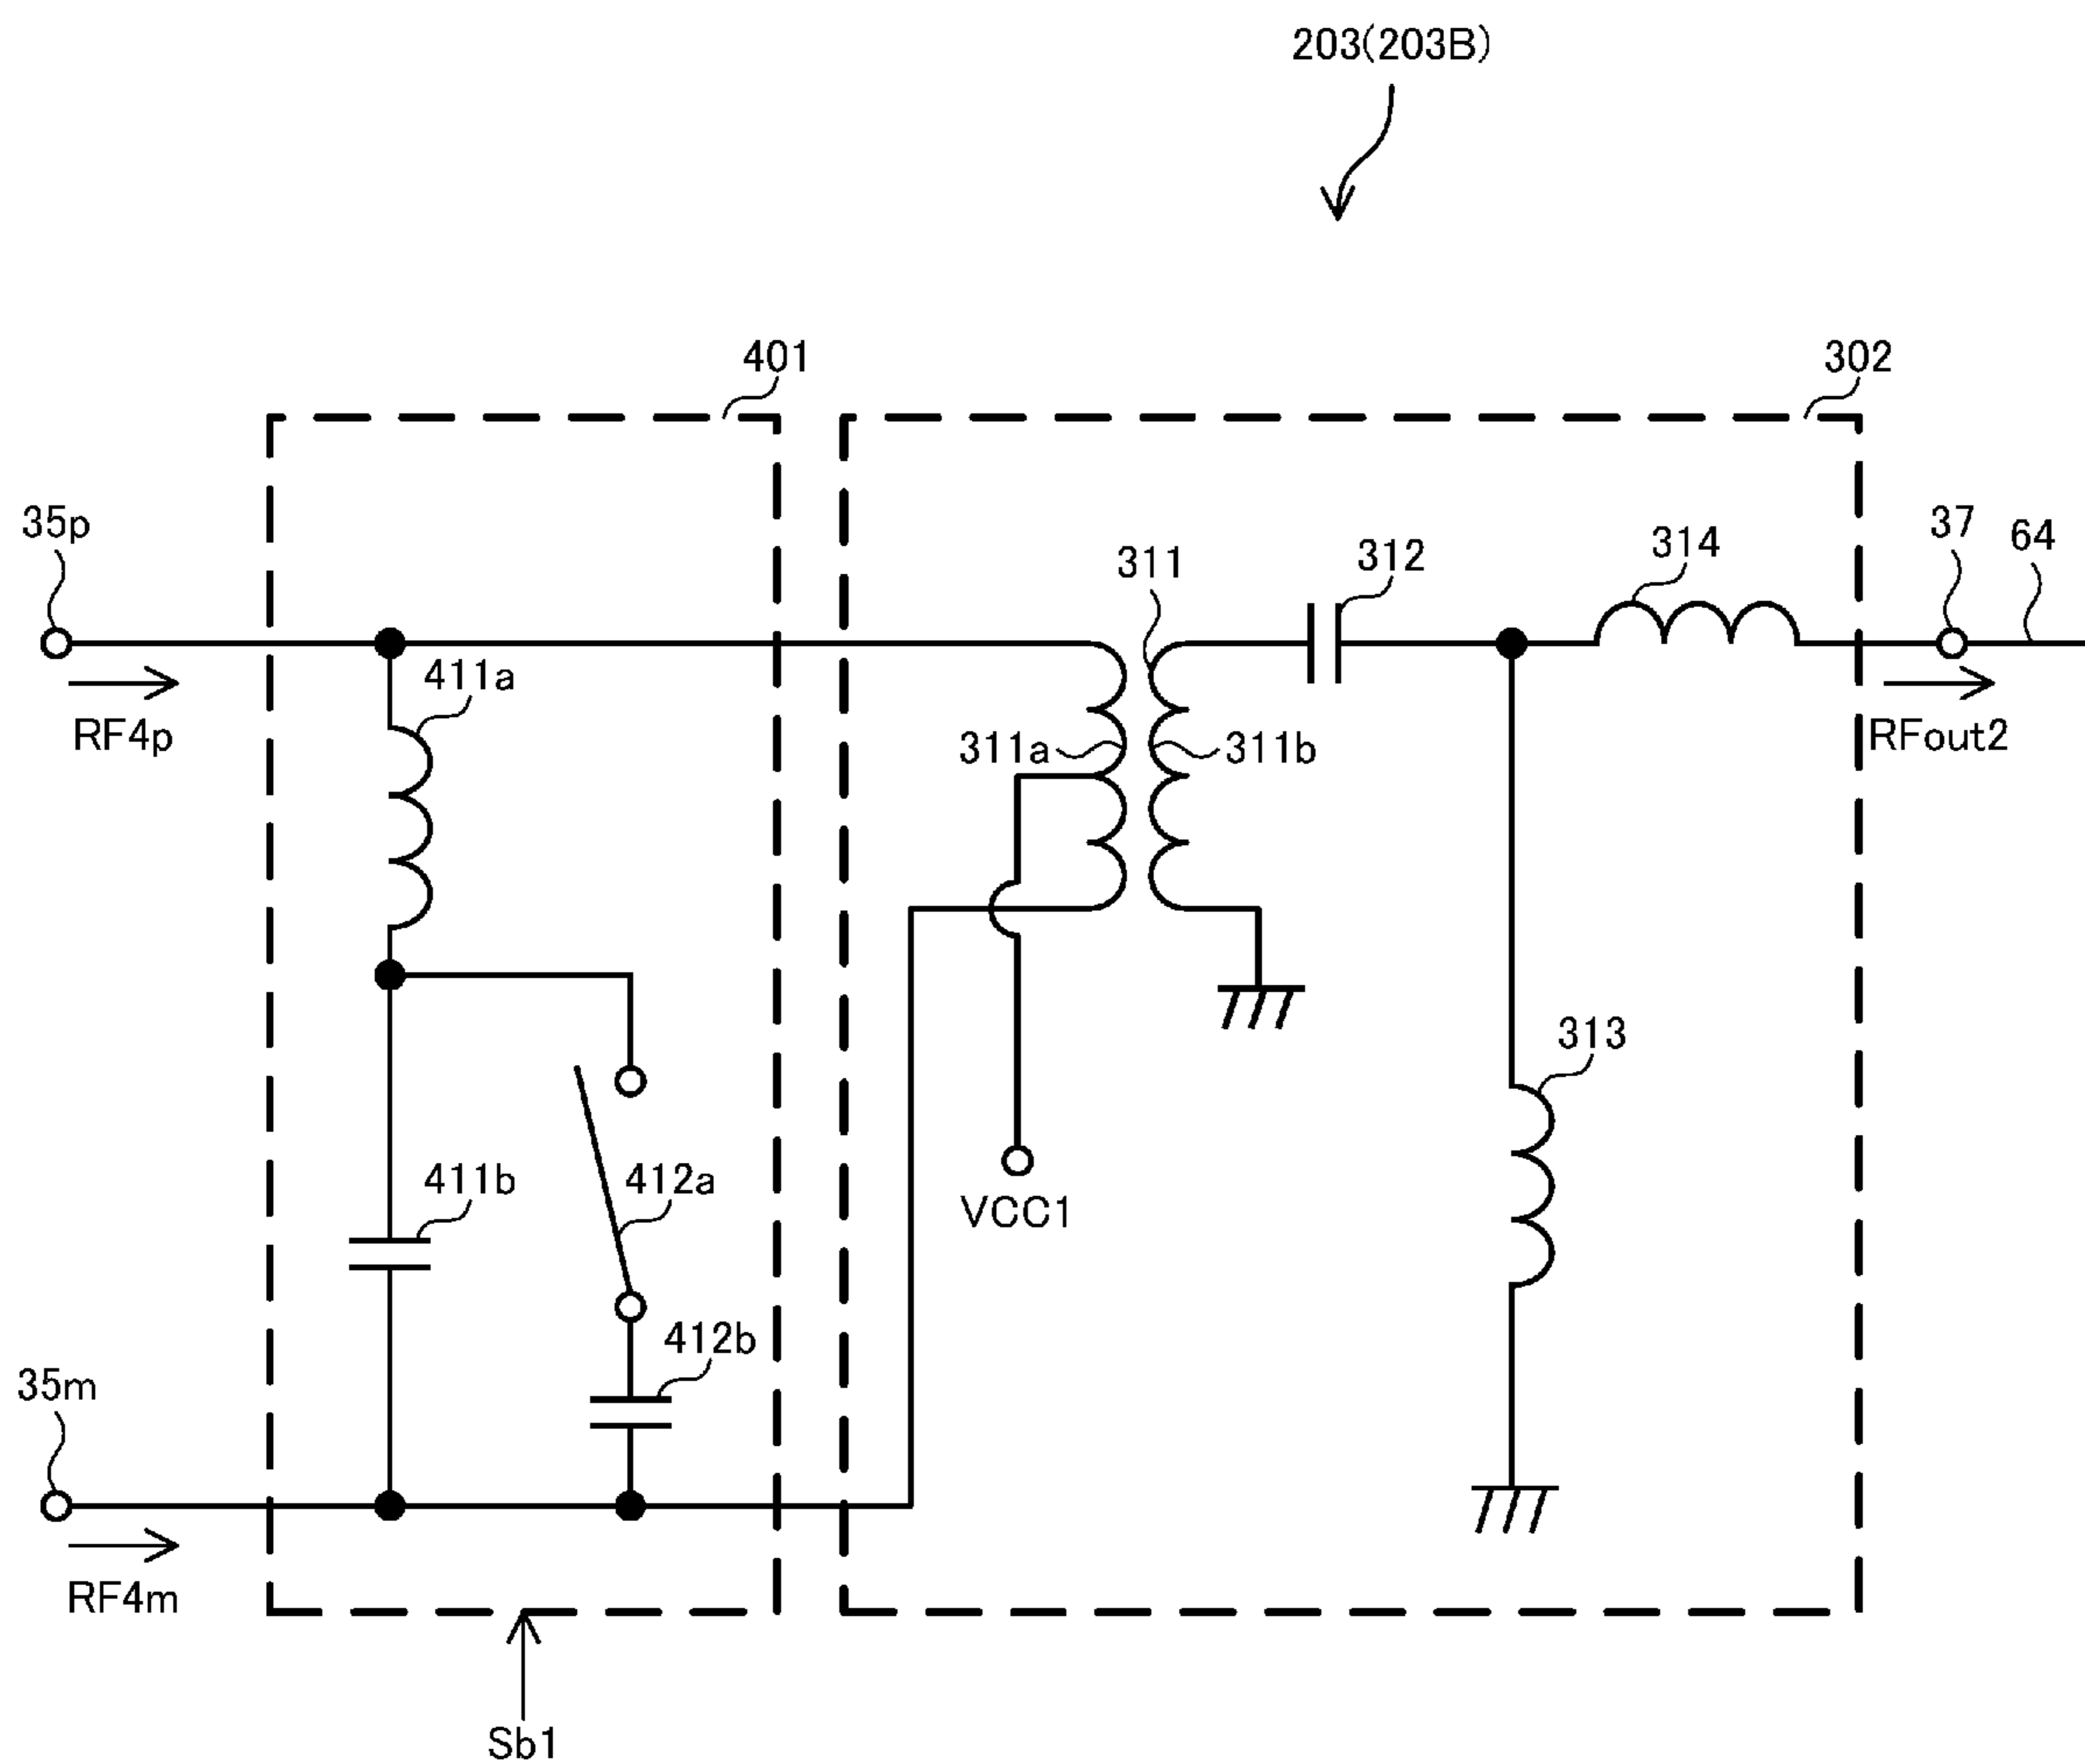 203(203B)
401
302
35p
37
64
314
312
311
411a
RF4p
311a
311b
RFout2
313
411b
412a
VCC1
412b
35m
RF4m
Sb1